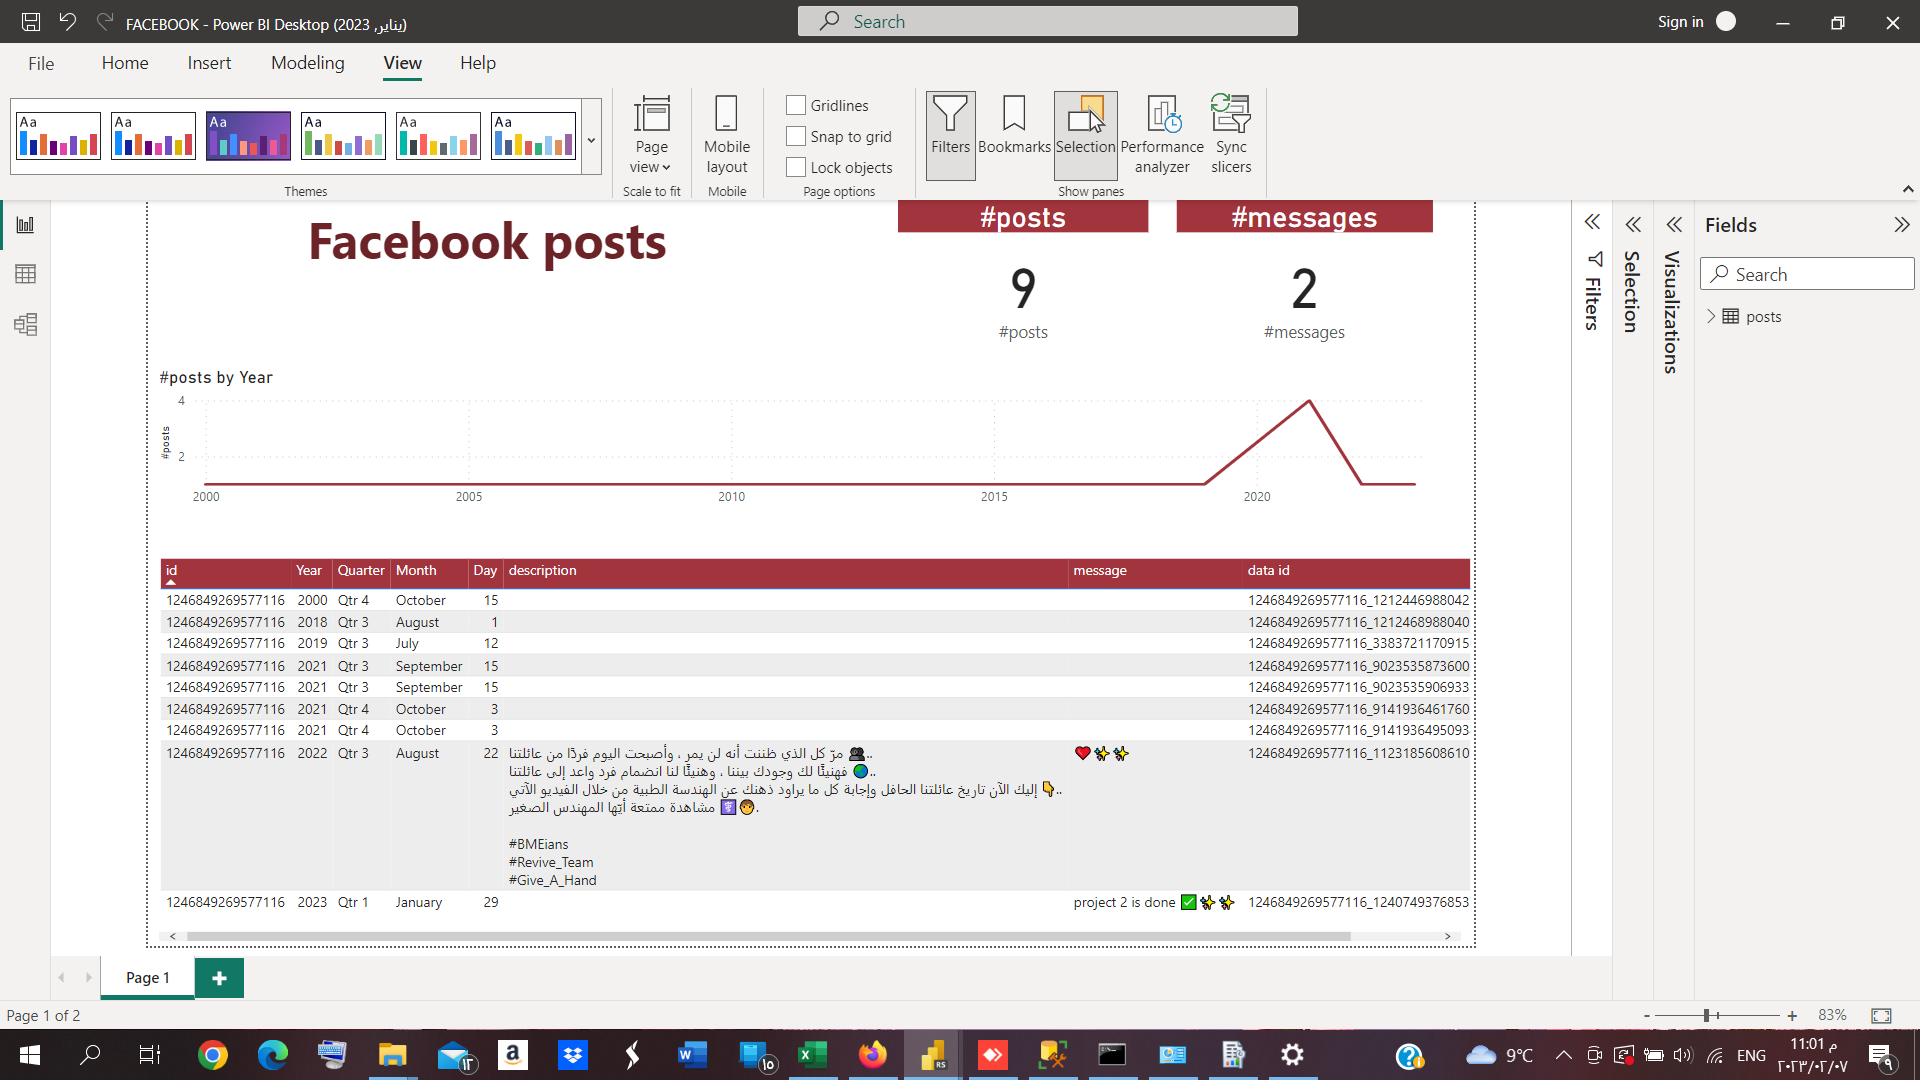 FACEBOOK - Power BI Desktop (يناير, 2023)
Search
Sign in
File Home Insert Modeling View Help
Aa Aa Aa Aa Aa Aa
Themes
Page view
Scale to fit
Mobile layout
Mobile
Gridlines
Snap to grid
Lock objects
Page options
Filters
Bookmarks
Selection
Performance analyzer
Sync slicers
Show panes
Facebook posts
#posts
9
#posts
#messages
2
#messages
#posts by Year
#posts
4
2
2000 2005 2010 2015 2020
id Year Quarter Month Day description message data id
1246849269577116 2000 Qtr 4 October 15 1246849269577116_1212446988042
1246849269577116 2018 Qtr 3 August 1 1246849269577116_1212468988040
1246849269577116 2019 Qtr 3 July 12 1246849269577116_3383721170915
1246849269577116 2021 Qtr 3 September 15 1246849269577116_9023535873600
1246849269577116 2021 Qtr 3 September 15 1246849269577116_9023535906933
1246849269577116 2021 Qtr 4 October 3 1246849269577116_9141936461760
1246849269577116 2021 Qtr 4 October 3 1246849269577116_9141936495093
1246849269577116 2022 Qtr 3 August 22 مرّ كل الذي ظننت أنه لن يمر ، وأصبحت اليوم فردًا من عائلتنا 👥.. ❤️✨✨ 1246849269577116_1123185608610
فهنيئًا لك وجودك بيننا ، وهنيئًا لنا انضمام فرد واعد إلى عائلتنا 🌏..
إليك الآن تاريخ عائلتنا الحافل وإجابة كل ما يراود ذهنك عن الهندسة الطبية من خلال الفيديو الآتي 👇..
مشاهدة ممتعة أيّها المهندس الصغير ⚕️👨.
#BMEians
#Revive_Team
#Give_A_Hand
1246849269577116 2023 Qtr 1 January 29 project 2 is done ✅✨✨ 1246849269577116_1240749376853
Filters
Selection
Visualizations
Fields
Search
posts
Page 1
+
Page 1 of 2
- + 83%
١٣
a
١٥
RS
9°C
ENG
11:01 م
٢٠٢٣/٠٢/٠٧
٩